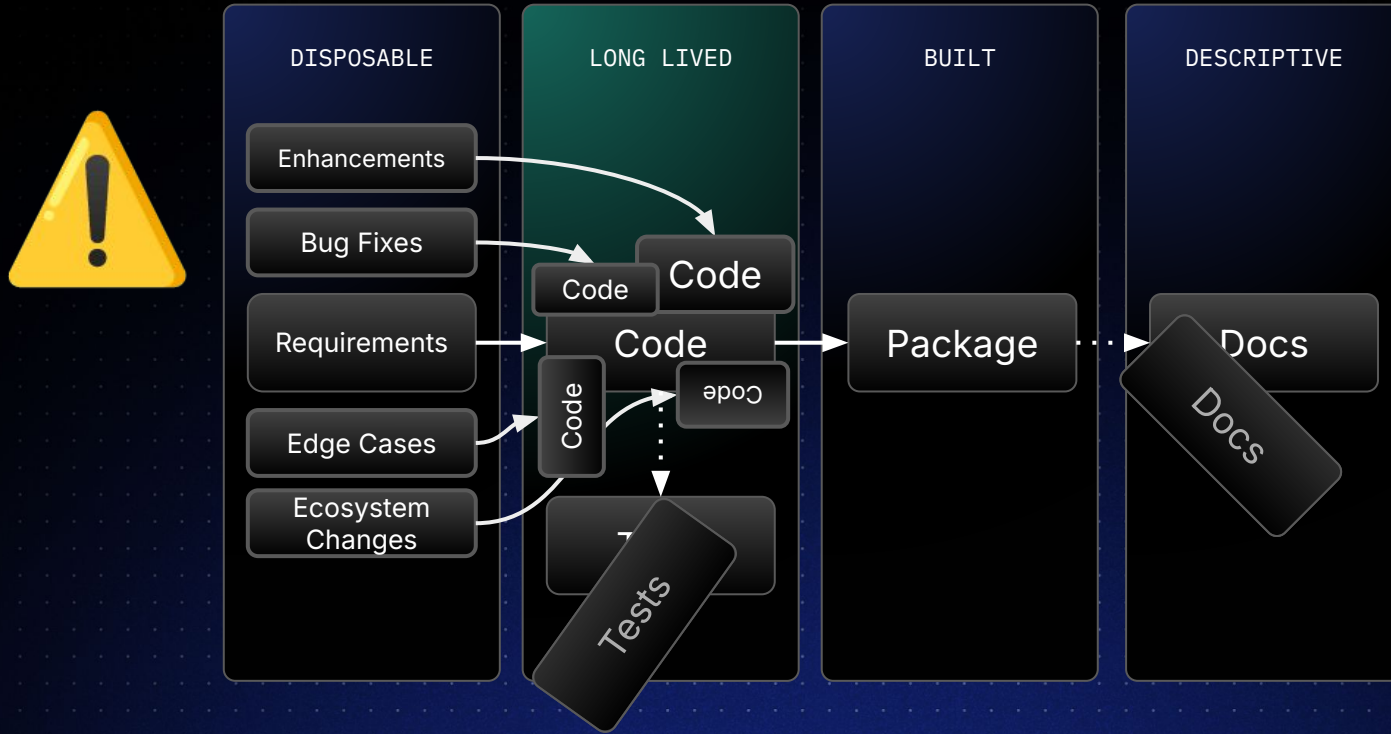 DISPOSABLE
LONG LIVED
BUILT
DESCRIPTIVE
Enhancements
Bug Fixes
Requirements
Edge Cases
Ecosystem
Changes
Code
Code
Code
Code
Code
Tests
Package
Docs
Docs